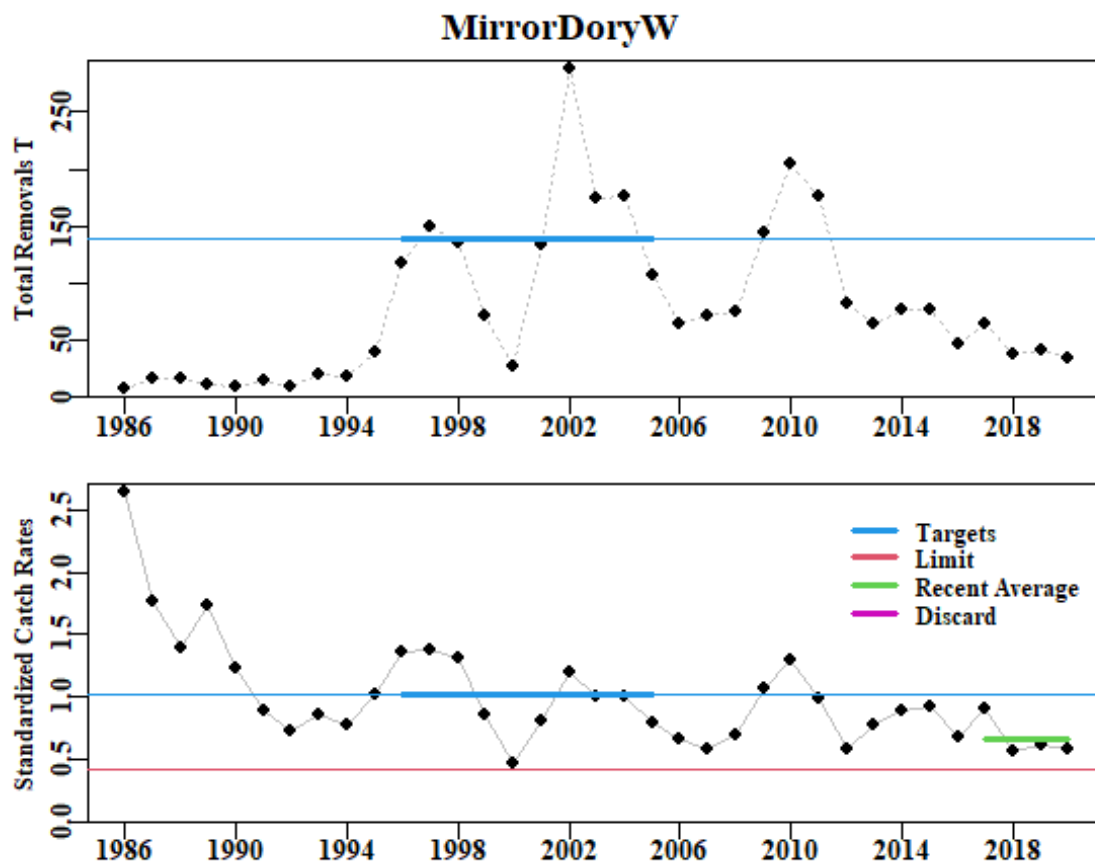 MirrorDoryW
Total Removals T
250
150
50
0
1986 1990 1994 1998 2002 2006 2010 2014 2018
Standardized Catch Rates
2.5
2.0
1.5
1.0
0.5
0.0
Targets
Limit
Recent Average
Discard
1986 1990 1994 1998 2002 2006 2010 2014 2018